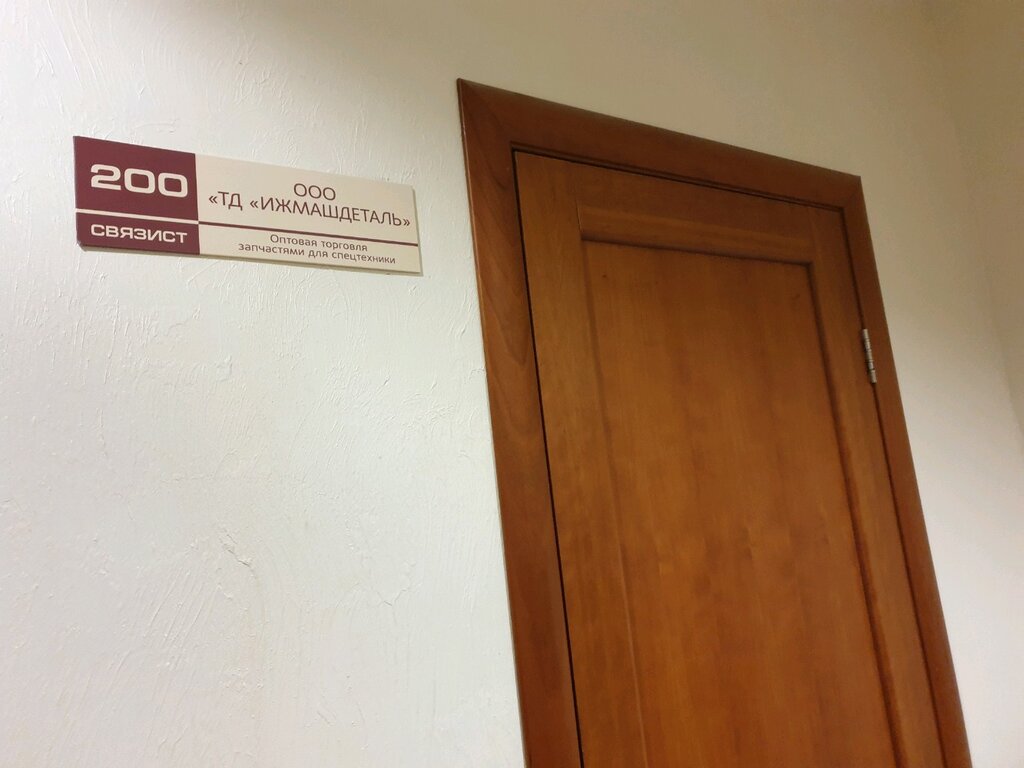 200
СВЯЗИСТ
ООО
«ТД «ИЖМАШДЕТАЛЬ»
Оптовая торговля
запчастями для спецтехники